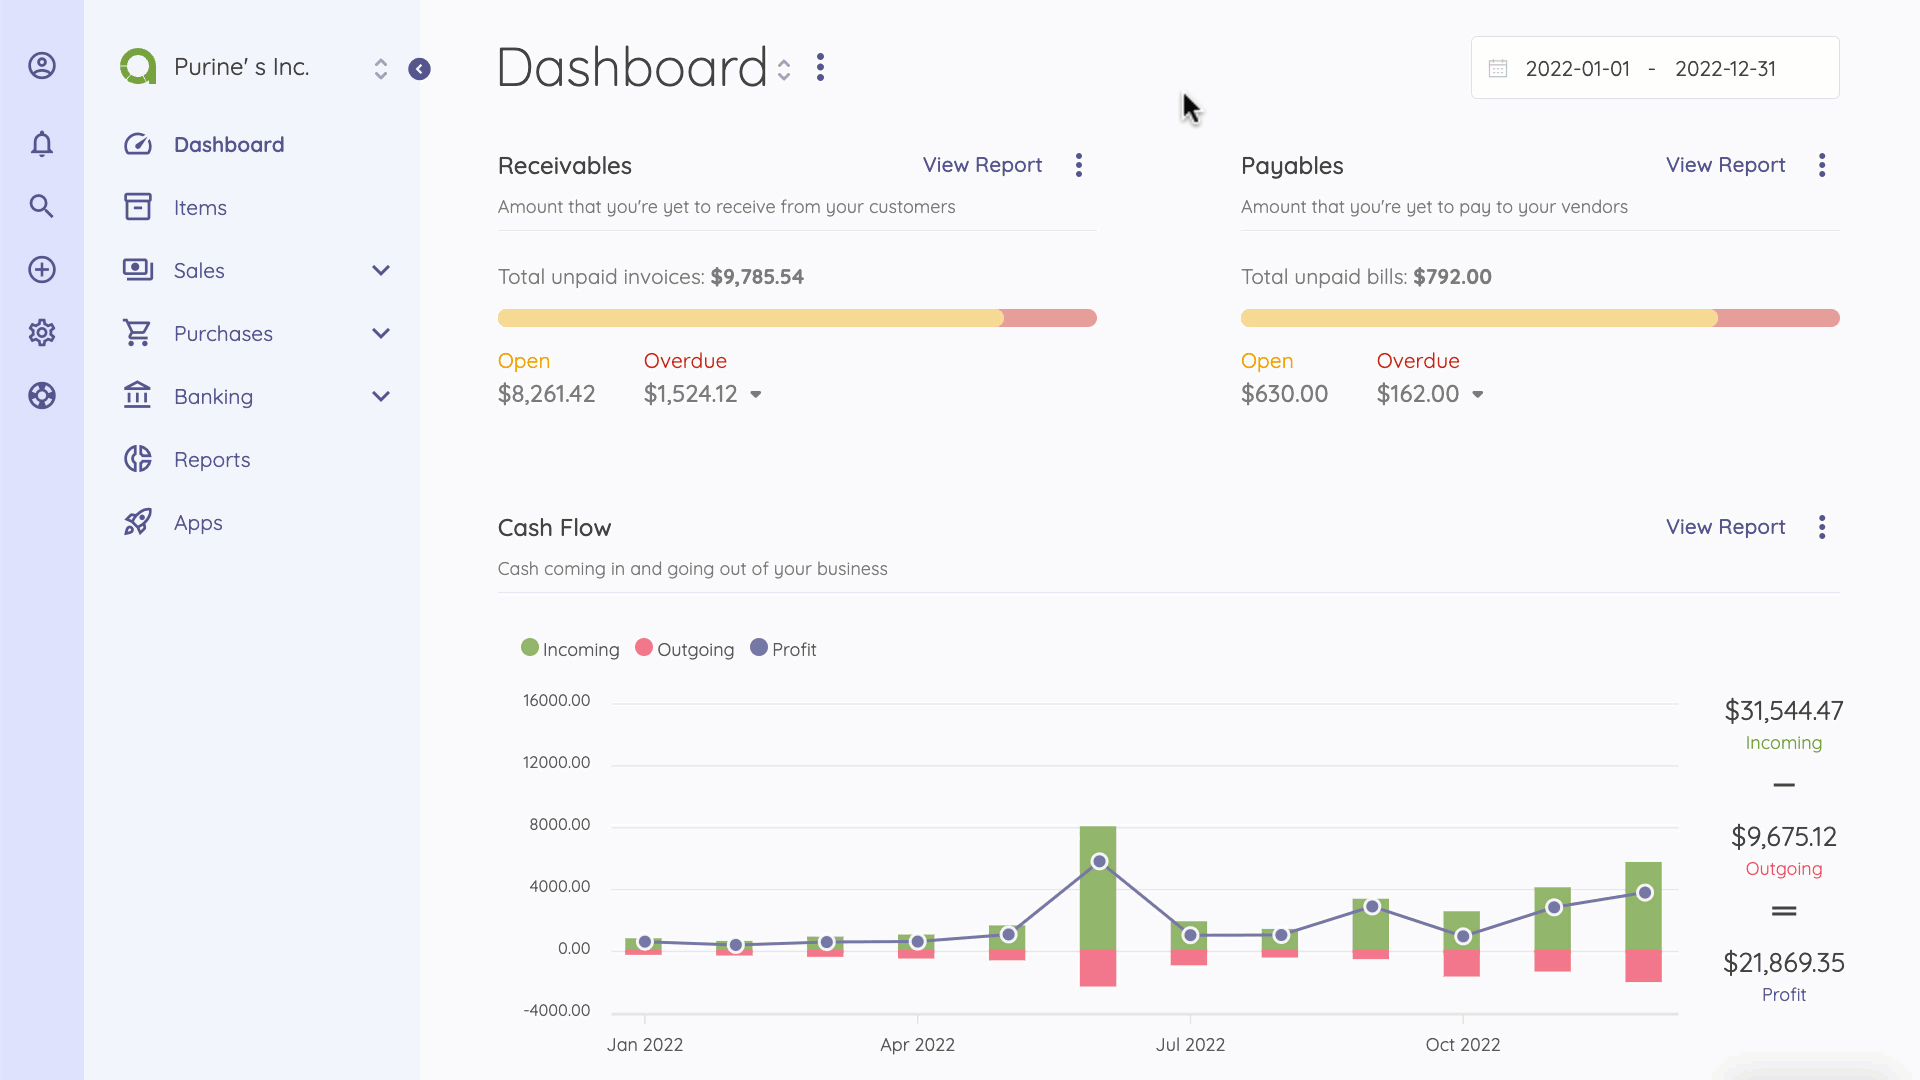 Purine' s Inc.
Dashboard
Items
Sales
Purchases
Banking
Reports
Apps
Dashboard
2022-01-01 - 2022-12-31
Receivables
View Report
Amount that you're yet to receive from your customers
Total unpaid invoices: $9,785.54
Open
Overdue
$8,261.42
$1,524.12
Payables
View Report
Amount that you're yet to pay to your vendors
Total unpaid bills: $792.00
Open
Overdue
$630.00
$162.00
Cash Flow
View Report
Cash coming in and going out of your business
Incoming Outgoing Profit
16000.00
12000.00
8000.00
4000.00
0.00
-4000.00
Jan 2022 Apr 2022 Jul 2022 Oct 2022
$31,544.47
Incoming
$9,675.12
Outgoing
$21,869.35
Profit